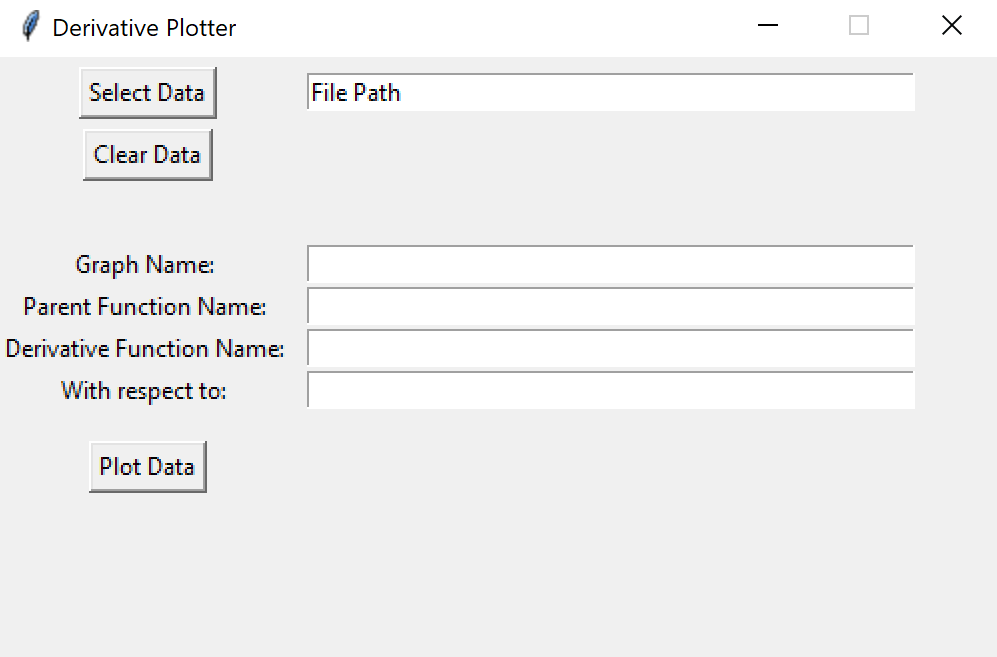 Derivative Plotter
Select Data File Path
Clear Data
Graph Name:
Parent Function Name:
Derivative Function Name:
With respect to:
Plot Data